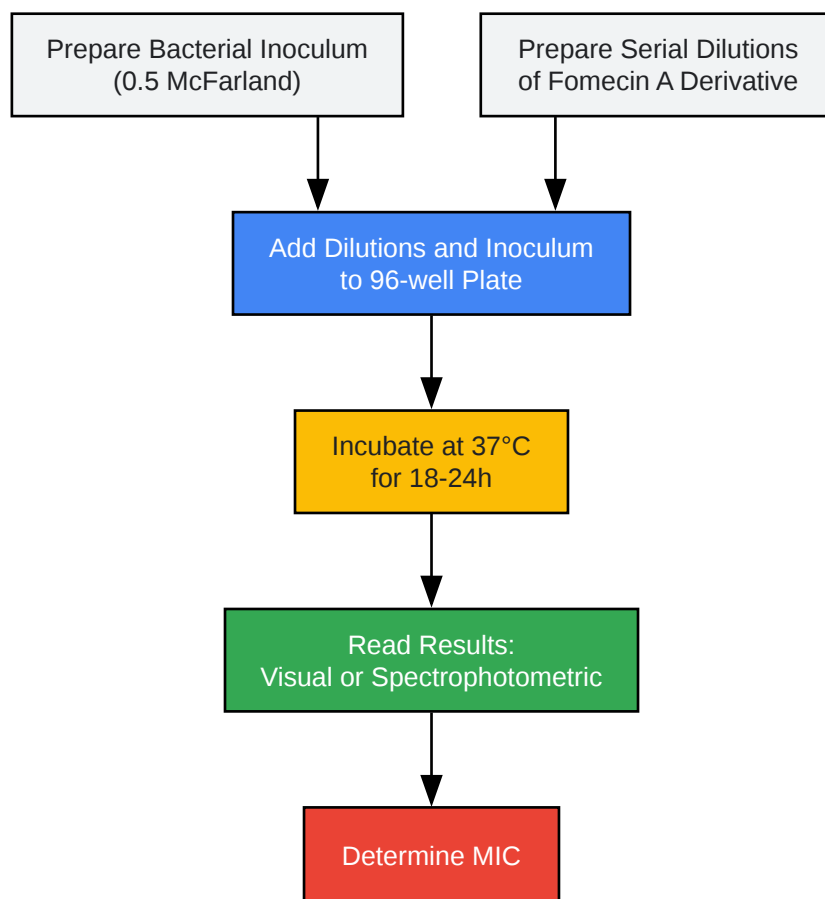 Prepare Bacterial Inoculum
(0.5 McFarland)
Prepare Serial Dilutions
of Fomecin A Derivative
Add Dilutions and Inoculum
to 96-well Plate
Incubate at 37°C
for 18-24h
Read Results:
Visual or Spectrophotometric
Determine MIC